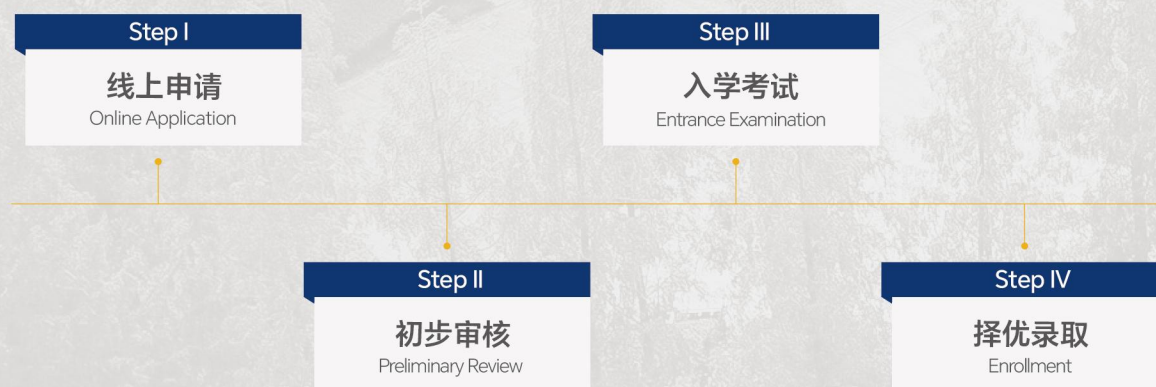 Step I
线上申请
Online Application
Step II
初步审核
Preliminary Review
Step III
入学考试
Entrance Examination
Step IV
择优录取
Enrollment